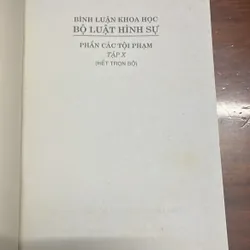 BÌNH LUẬN KHOA HỌC
BỘ LUẬT HÌNH SỰ
PHẦN CÁC TỘI PHẠM
TẬP X
(HẾT TRỌN BỘ)